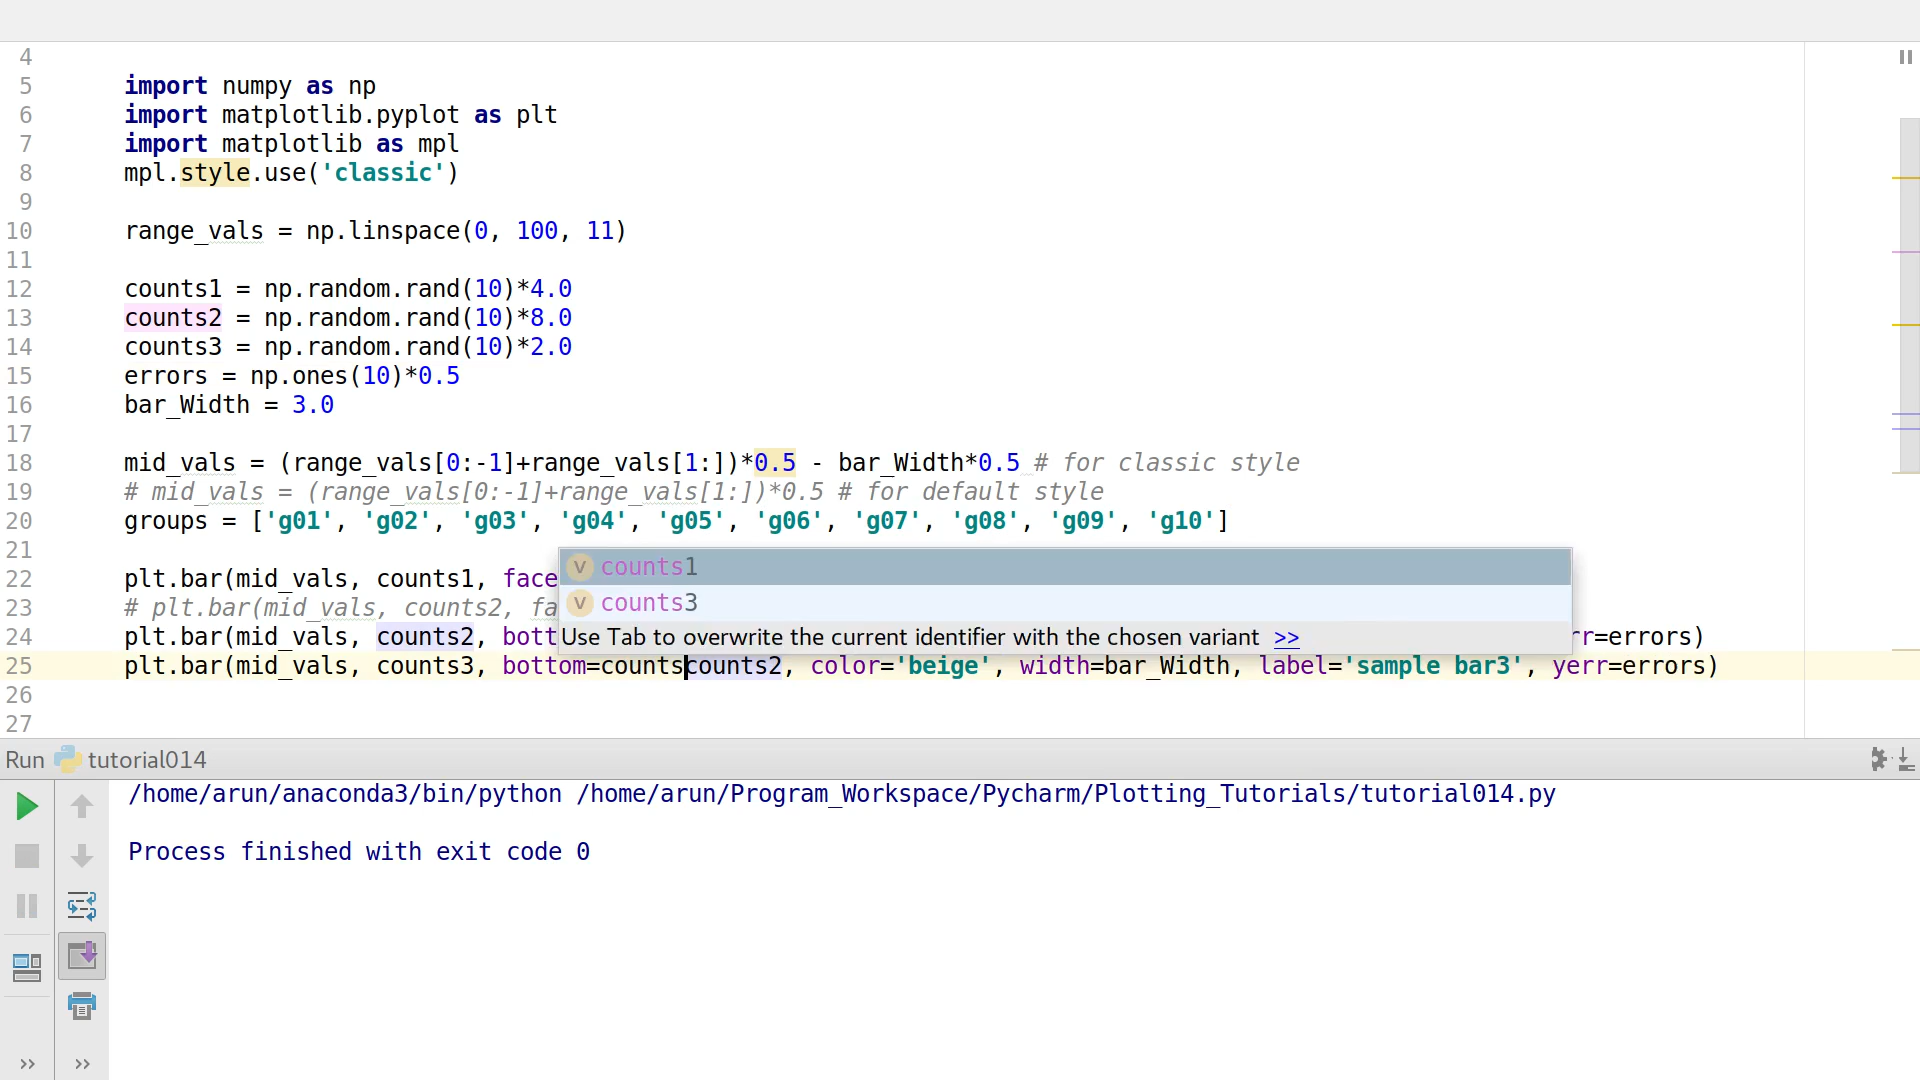 4
5 import numpy as np
6 import matplotlib.pyplot as plt
7 import matplotlib as mpl
8 mpl.style.use('classic')
9
10 range_vals = np.linspace(0, 100, 11)
11
12 counts1 = np.random.rand(10)*4.0
13 counts2 = np.random.rand(10)*8.0
14 counts3 = np.random.rand(10)*2.0
15 errors = np.ones(10)*0.5
16 bar_Width = 3.0
17
18 mid_vals = (range_vals[0:-1]+range_vals[1:])*0.5 - bar_Width*0.5 # for classic style
19 # mid_vals = (range_vals[0:-1]+range_vals[1:])*0.5 # for default style
20 groups = ['g01', 'g02', 'g03', 'g04', 'g05', 'g06', 'g07', 'g08', 'g09', 'g10']
21
V counts1
22 plt.bar(mid_vals, counts1, face
V counts3
23 # plt.bar(mid_vals, counts2, fa
24 plt.bar(mid_vals, counts2, bott
Use Tab to overwrite the current identifier with the chosen variant >>
rr=errors)
25 plt.bar(mid_vals, counts3, bottom=countscounts2, color='beige', width=bar_Width, label='sample bar3', yerr=errors)
26
27
Run tutorial014
/home/arun/anaconda3/bin/python /home/arun/Program_Workspace/Pycharm/Plotting_Tutorials/tutorial014.py
Process finished with exit code 0